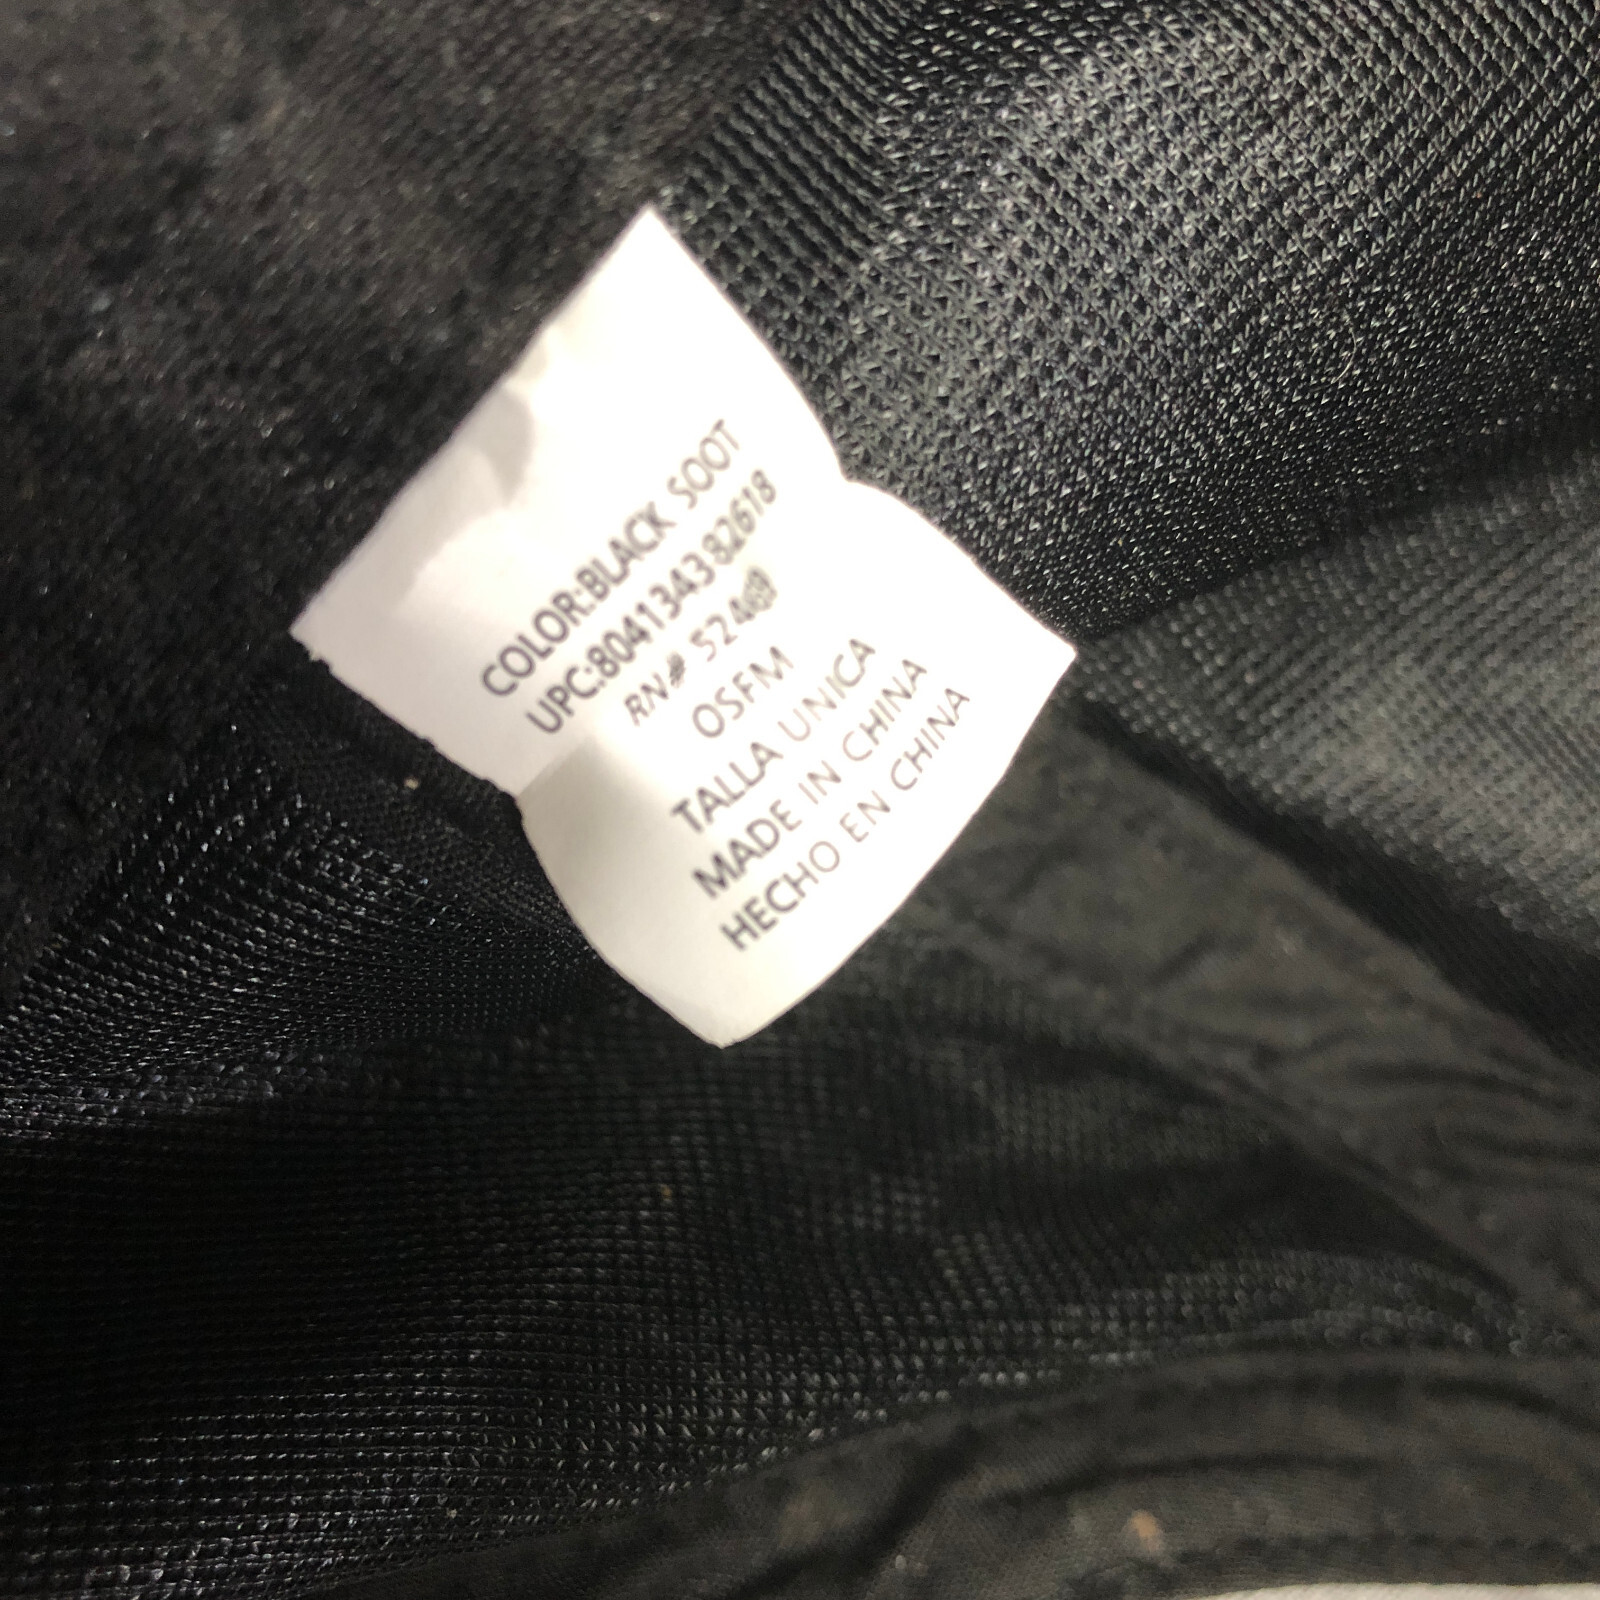 COLOR:BLACK SOOT
UPC:804134382618
RN#
OSFM
TALLA UNICA
MADE IN CHINA
HECHO EN CHINA